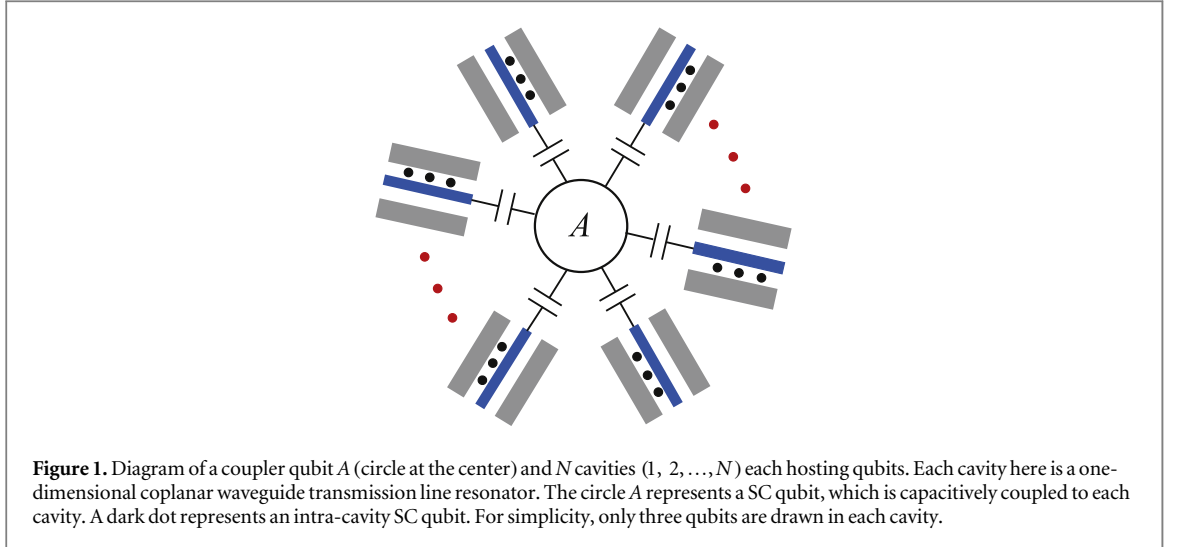 A
Figure 1. Diagram of a coupler qubit A (circle at the center) and N cavities (1, 2, …, N) each hosting qubits. Each cavity here is a one-
dimensional coplanar waveguide transmission line resonator. The circle A represents a SC qubit, which is capacitively coupled to each
cavity. A dark dot represents an intra-cavity SC qubit. For simplicity, only three qubits are drawn in each cavity.